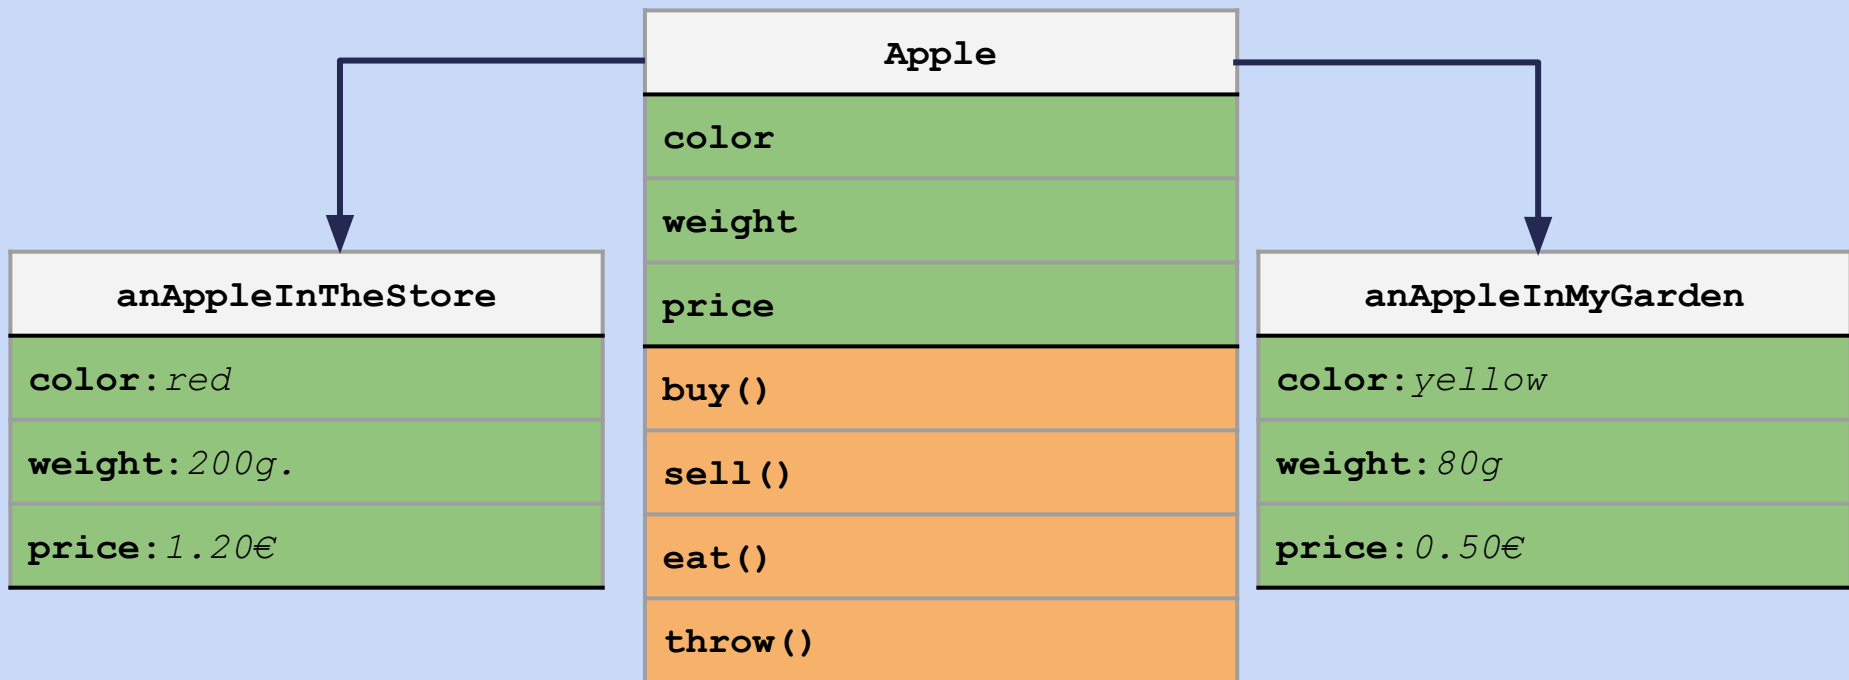 Apple
color
weight
price
buy()
sell()
eat()
throw()
anAppleInTheStore
color:red
weight:200g.
price:1.20€
anAppleInMyGarden
color:yellow
weight:80g
price:0.50€